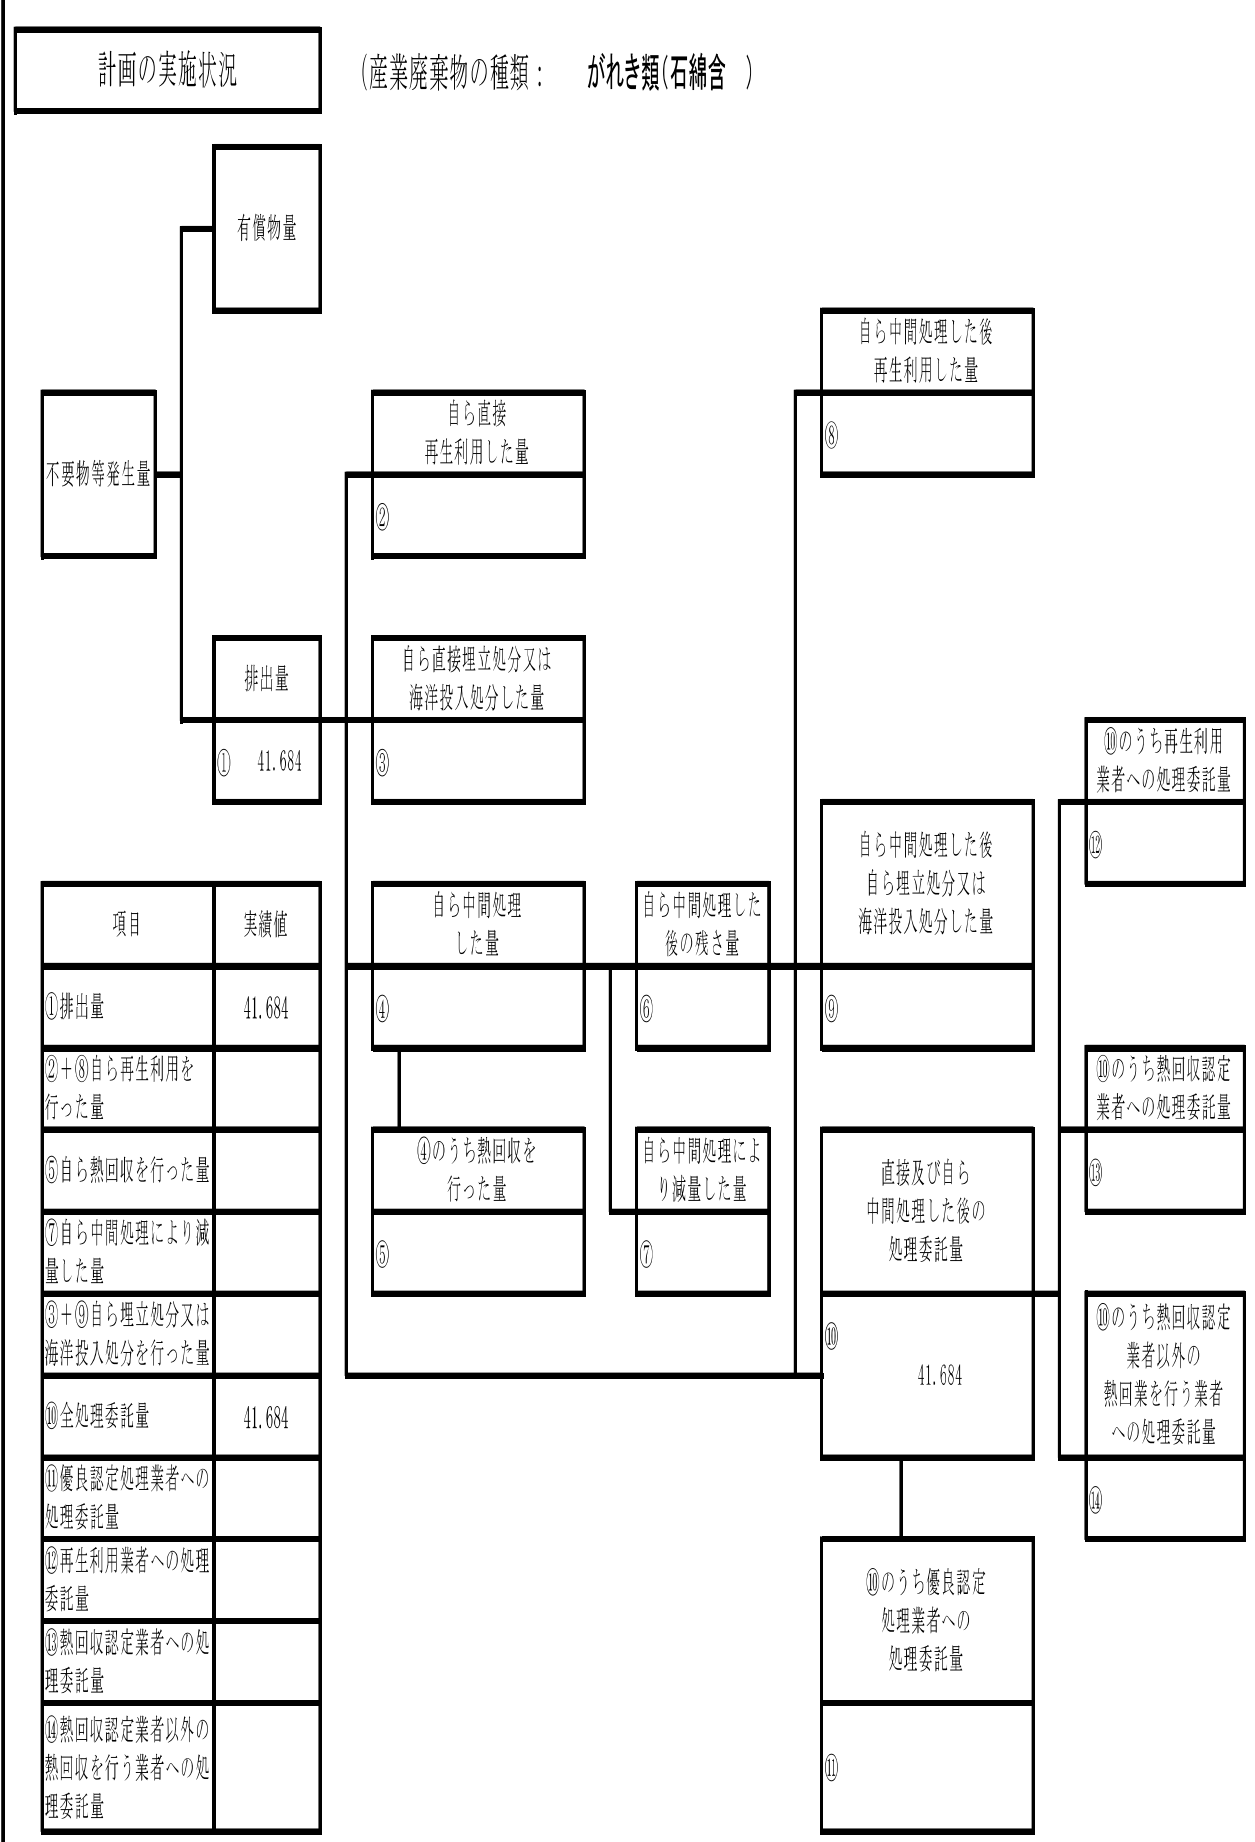 計画の実施状況 (産業廃棄物の種類： がれき類(石綿含 )
有償物量
自ら中間処理した後
再生利用した量
⑧
不要物等発生量
自ら直接
再生利用した量
②
排出量
① 41.684
自ら直接埋立処分又は
海洋投入処分した量
③
⑩のうち再生利用
業者への処理委託量
⑫
自ら中間処理した後
自ら埋立処分又は
海洋投入処分した量
⑨
自ら中間処理
した量
④
自ら中間処理した
後の残さ量
⑥
⑩のうち熱回収認定
業者への処理委託量
⑬
④のうち熱回収を
行った量
⑤
自ら中間処理によ
り減量した量
⑦
直接及び自ら
中間処理した後の
処理委託量
⑩
41.684
⑩のうち熱回収認定
業者以外の
熱回業を行う業者
への処理委託量
⑭
⑩のうち優良認定
処理業者への
処理委託量
⑪
項目 実績値
①排出量 41.684
②＋⑧自ら再生利用を
行った量
⑤自ら熱回収を行った量
⑦自ら中間処理により減
量した量
③＋⑨自ら埋立処分又は
海洋投入処分を行った量
⑩全処理委託量 41.684
⑪優良認定処理業者への
処理委託量
⑫再生利用業者への処理
委託量
⑬熱回収認定業者への処
理委託量
⑭熱回収認定業者以外の
熱回収を行う業者への処
理委託量